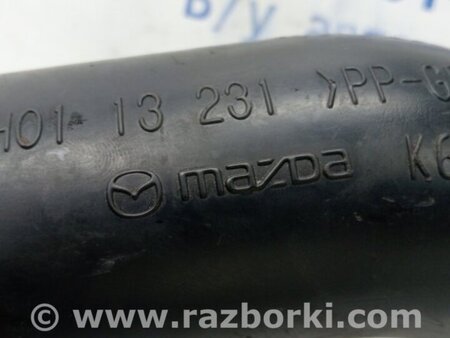 Б/У
H01 13 231 >PP-G
mazda K6
© www.razborki.com